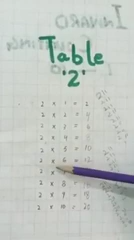 Table
'2'
2 x 1 = 2
2 x 2 = 4
2 x 3 = 6
2 x 4 = 8
2 x 5 = 10
2 x 6 = 12
2 x
2 x 8 =
2 x 9 = 18
2 x 10 = 20